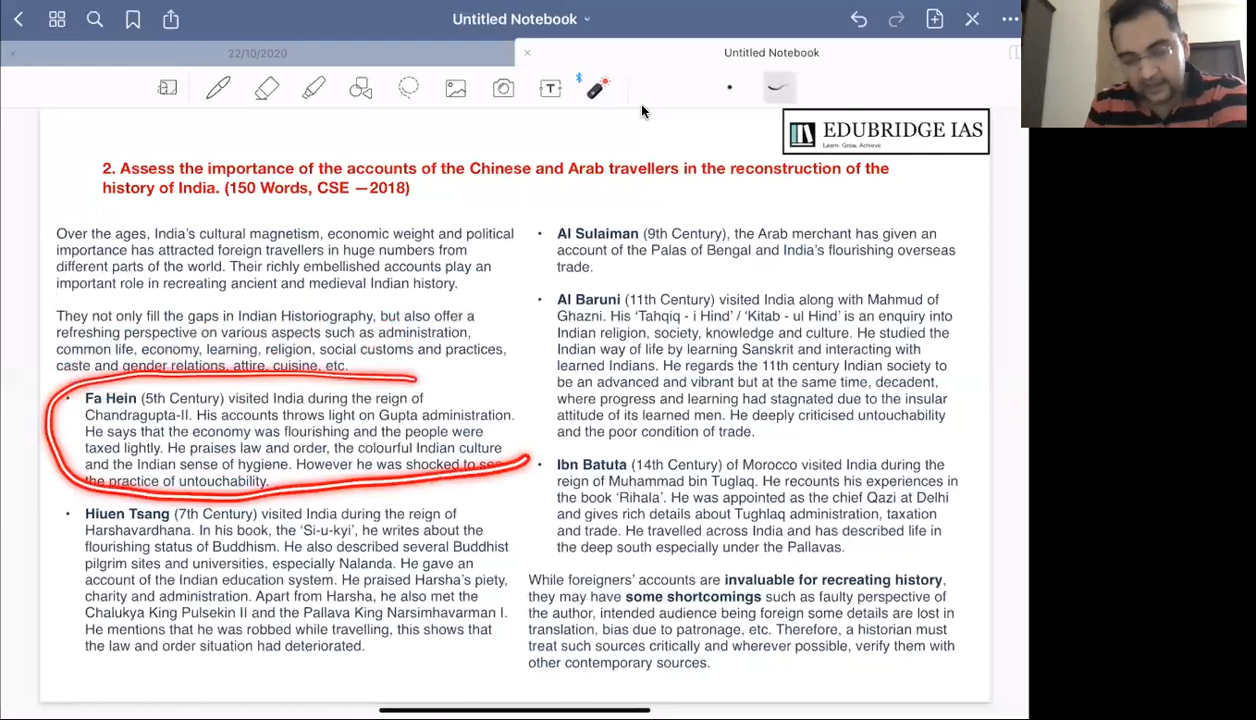 Untitled Notebook
22/10/2020
Untitled Notebook
EDUBRIDGE IAS
Learn, Grow, Achieve
2. Assess the importance of the accounts of the Chinese and Arab travellers in the reconstruction of the
history of India. (150 Words, CSE —2018)
Over the ages, India's cultural magnetism, economic weight and political
importance has attracted foreign travellers in huge numbers from
different parts of the world. Their richly embellished accounts play an
important role in recreating ancient and medieval Indian history.
They not only fill the gaps in Indian Historiography, but also offer a
refreshing perspective on various aspects such as administration,
common life, economy, learning, religion, social customs and practices,
caste and gender relations, attire, cuisine, etc.
• Fa Hein (5th Century) visited India during the reign of
Chandragupta-II. His accounts throws light on Gupta administration.
He says that the economy was flourishing and the people were
taxed lightly. He praises law and order, the colourful Indian culture
and the Indian sense of hygiene. However he was shocked to see
the practice of untouchability.
• Hiuen Tsang (7th Century) visited India during the reign of
Harshavardhana. In his book, the 'Si-u-kyi', he writes about the
flourishing status of Buddhism. He also described several Buddhist
pilgrim sites and universities, especially Nalanda. He gave an
account of the Indian education system. He praised Harsha's piety,
charity and administration. Apart from Harsha, he also met the
Chalukya King Pulsekin II and the Pallava King Narsimhavarman I.
He mentions that he was robbed while travelling, this shows that
the law and order situation had deteriorated.
• Al Sulaiman (9th Century), the Arab merchant has given an
account of the Palas of Bengal and India's flourishing overseas
trade.
• Al Baruni (11th Century) visited India along with Mahmud of
Ghazni. His 'Tahqiq - i Hind' / 'Kitab - ul Hind' is an enquiry into
Indian religion, society, knowledge and culture. He studied the
Indian way of life by learning Sanskrit and interacting with
learned Indians. He regards the 11th century Indian society to
be an advanced and vibrant but at the same time, decadent,
where progress and learning had stagnated due to the insular
attitude of its learned men. He deeply criticised untouchability
and the poor condition of trade.
• Ibn Batuta (14th Century) of Morocco visited India during the
reign of Muhammad bin Tuglaq. He recounts his experiences in
the book 'Rihala'. He was appointed as the chief Qazi at Delhi
and gives rich details about Tughlaq administration, taxation
and trade. He travelled across India and has described life in
the deep south especially under the Pallavas.
While foreigners' accounts are invaluable for recreating history,
they may have some shortcomings such as faulty perspective of
the author, intended audience being foreign some details are lost in
translation, bias due to patronage, etc. Therefore, a historian must
treat such sources critically and wherever possible, verify them with
other contemporary sources.